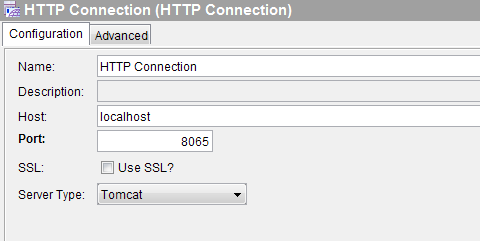 HTTP Connection (HTTP Connection)
Configuration Advanced
Name: HTTP Connection
Description:
Host: localhost
Port: 8065
SSL: Use SSL?
Server Type: Tomcat